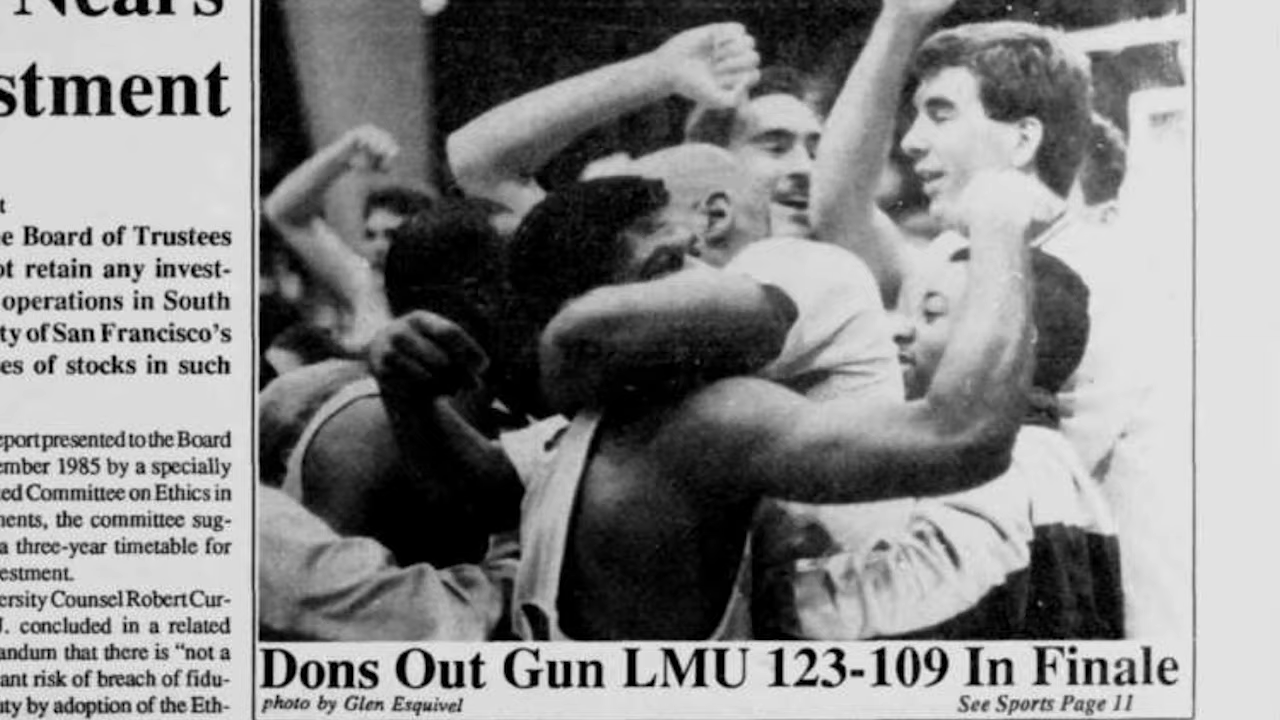 Nears
stment
t
e Board of Trustees
ot retain any invest-
operations in South
ty of San Francisco's
es of stocks in such
eport presented to the Board
ember 1985 by a specially
ed Committee on Ethics in
ments, the committee sug-
a three-year timetable for
estment.
ersity Counsel Robert Cur-
J. concluded in a related
andum that there is "not a
ant risk of breach of fidu-
uty by adoption of the Eth-
Dons Out Gun LMU 123-109 In Finale
photo by Glen Esquivel
See Sports Page 11